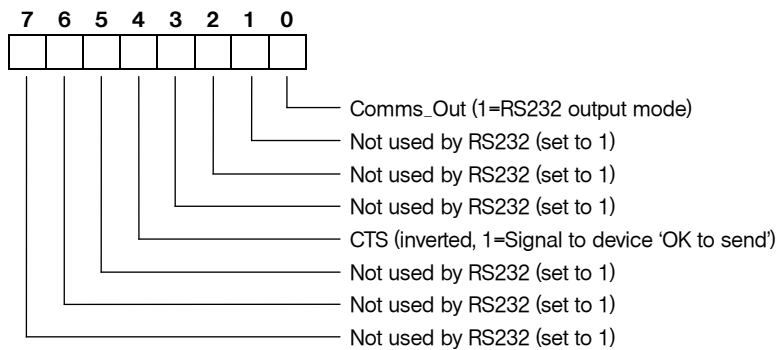 7 6 5 4 3 2 1 0
Comms_Out (1=RS232 output mode)
Not used by RS232 (set to 1)
Not used by RS232 (set to 1)
Not used by RS232 (set to 1)
CTS (inverted, 1=Signal to device ‘OK to send’)
Not used by RS232 (set to 1)
Not used by RS232 (set to 1)
Not used by RS232 (set to 1)